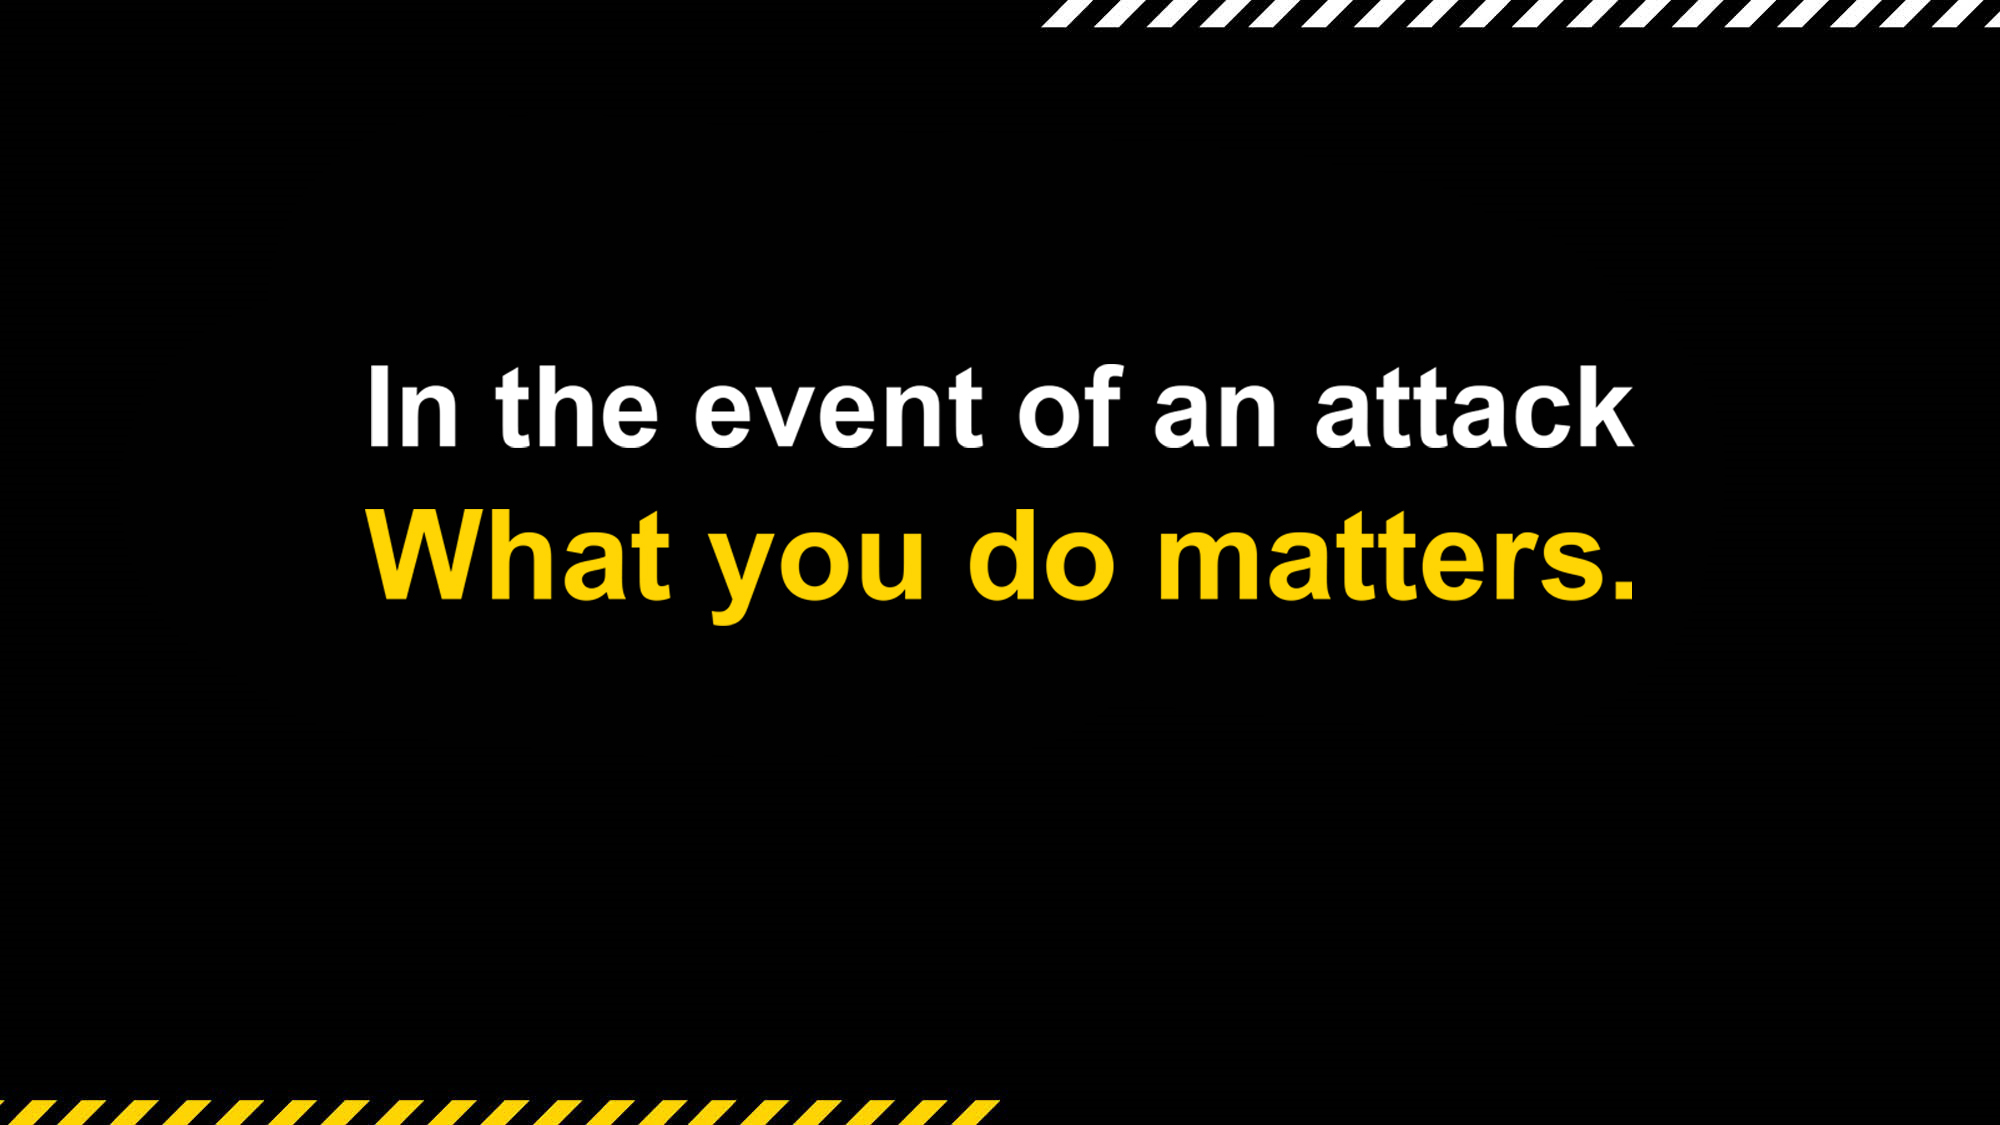 In the event of an attack
What you do matters.